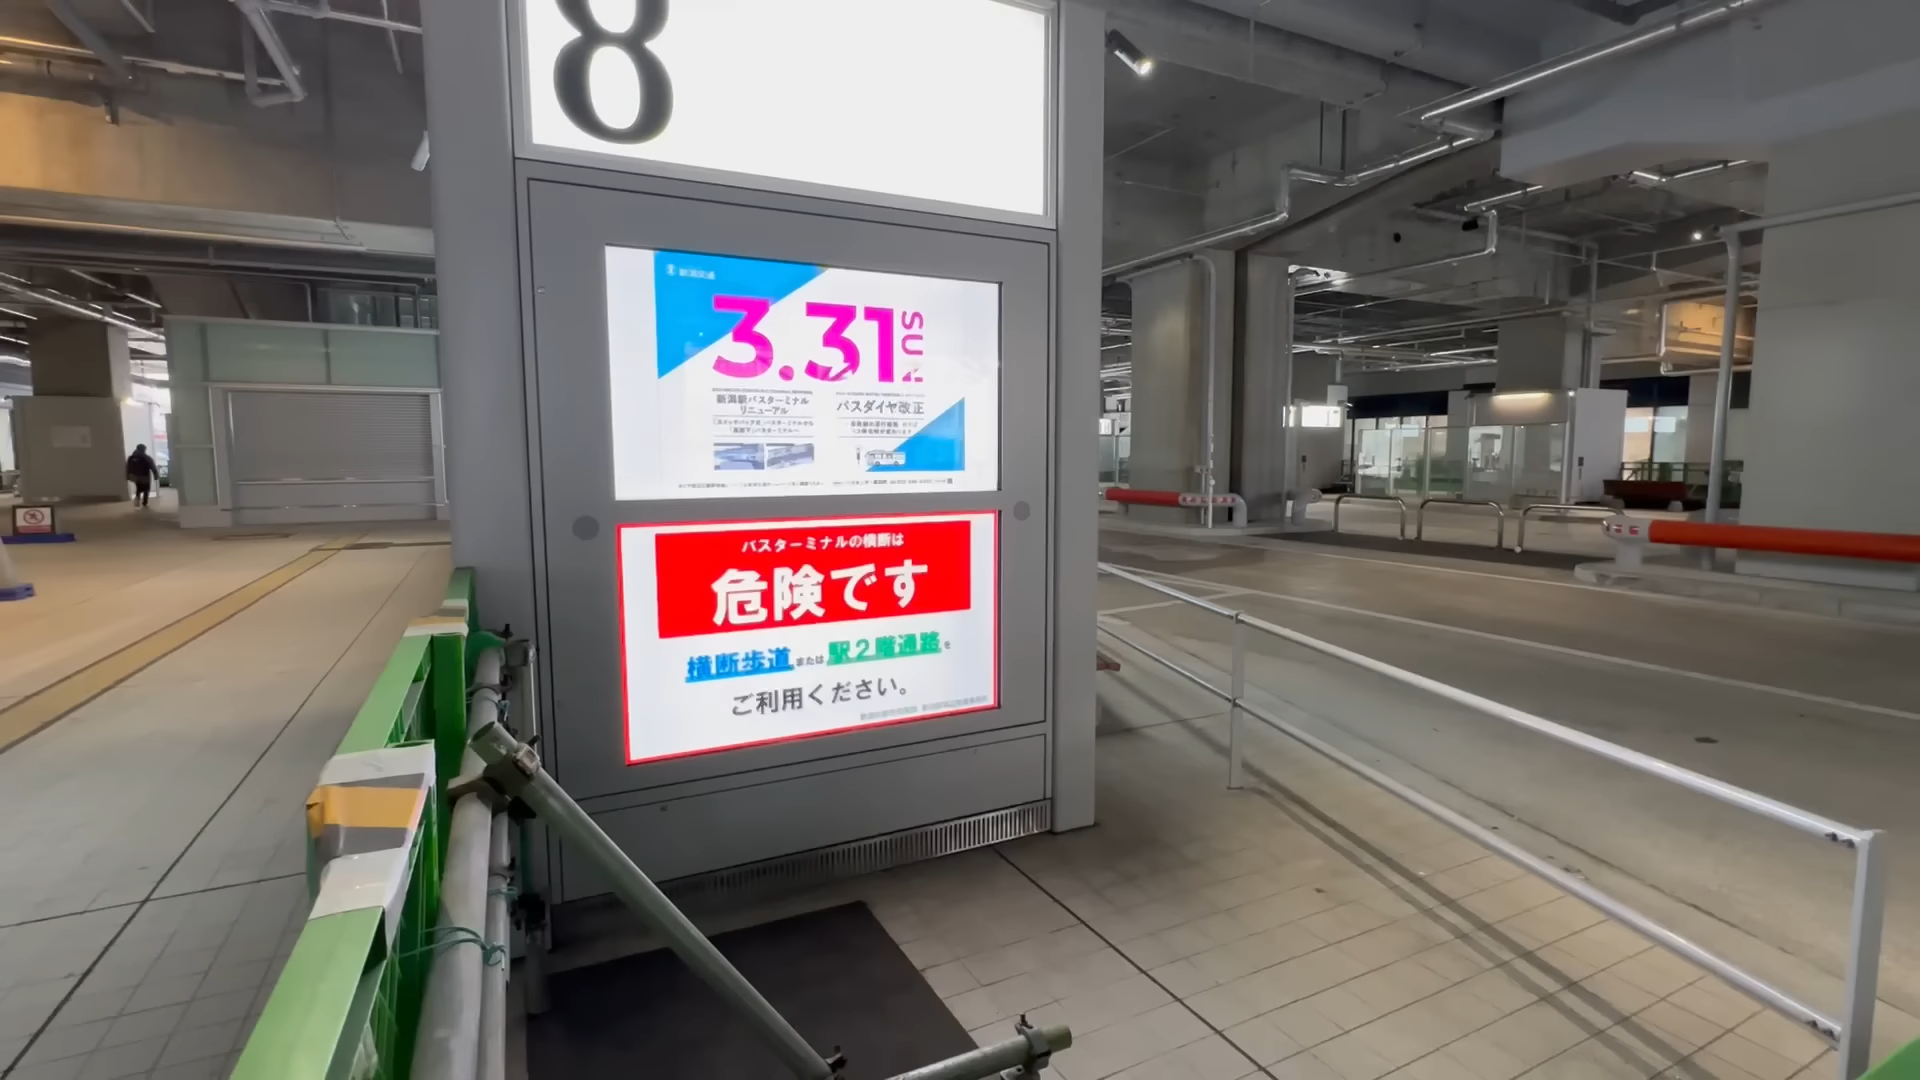 8
新潟交通
3.31 SUN
新潟駅バスターミナル
リニューアル
バスダイヤ改正
バスターミナルの横断は
危険です
横断歩道または駅2階通路を
ご利用ください。